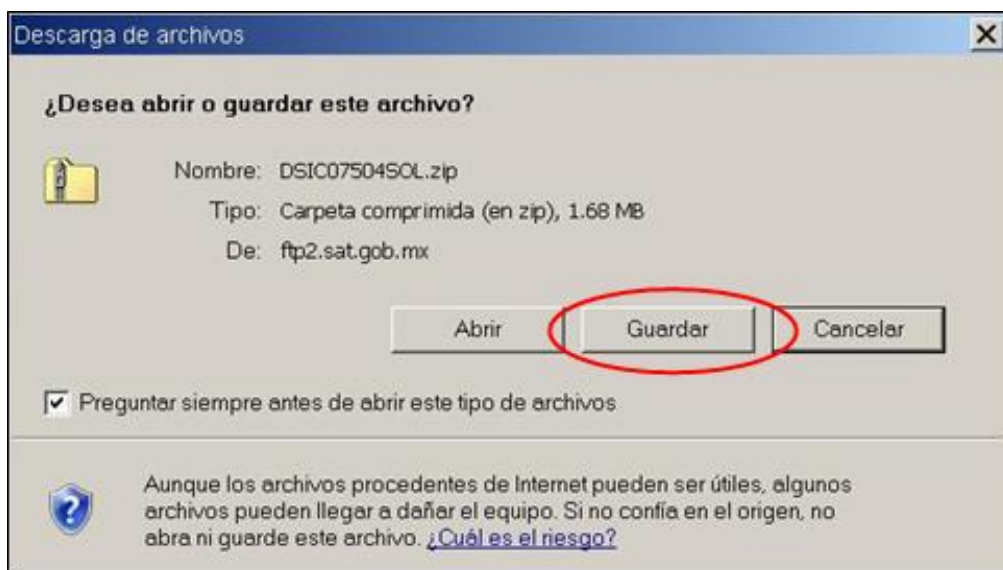 Descarga de archivos
¿Desea abrir o guardar este archivo?
Nombre: DSIC07504SOL.zip
Tipo: Carpeta comprimida (en zip), 1.68 MB
De: ftp2.sat.gob.mx
Abrir Guardar Cancelar
Preguntar siempre antes de abrir este tipo de archivos
Aunque los archivos procedentes de Internet pueden ser útiles, algunos
archivos pueden llegar a dañar el equipo. Si no confía en el origen, no
abra ni guarde este archivo. ¿Cuál es el riesgo?